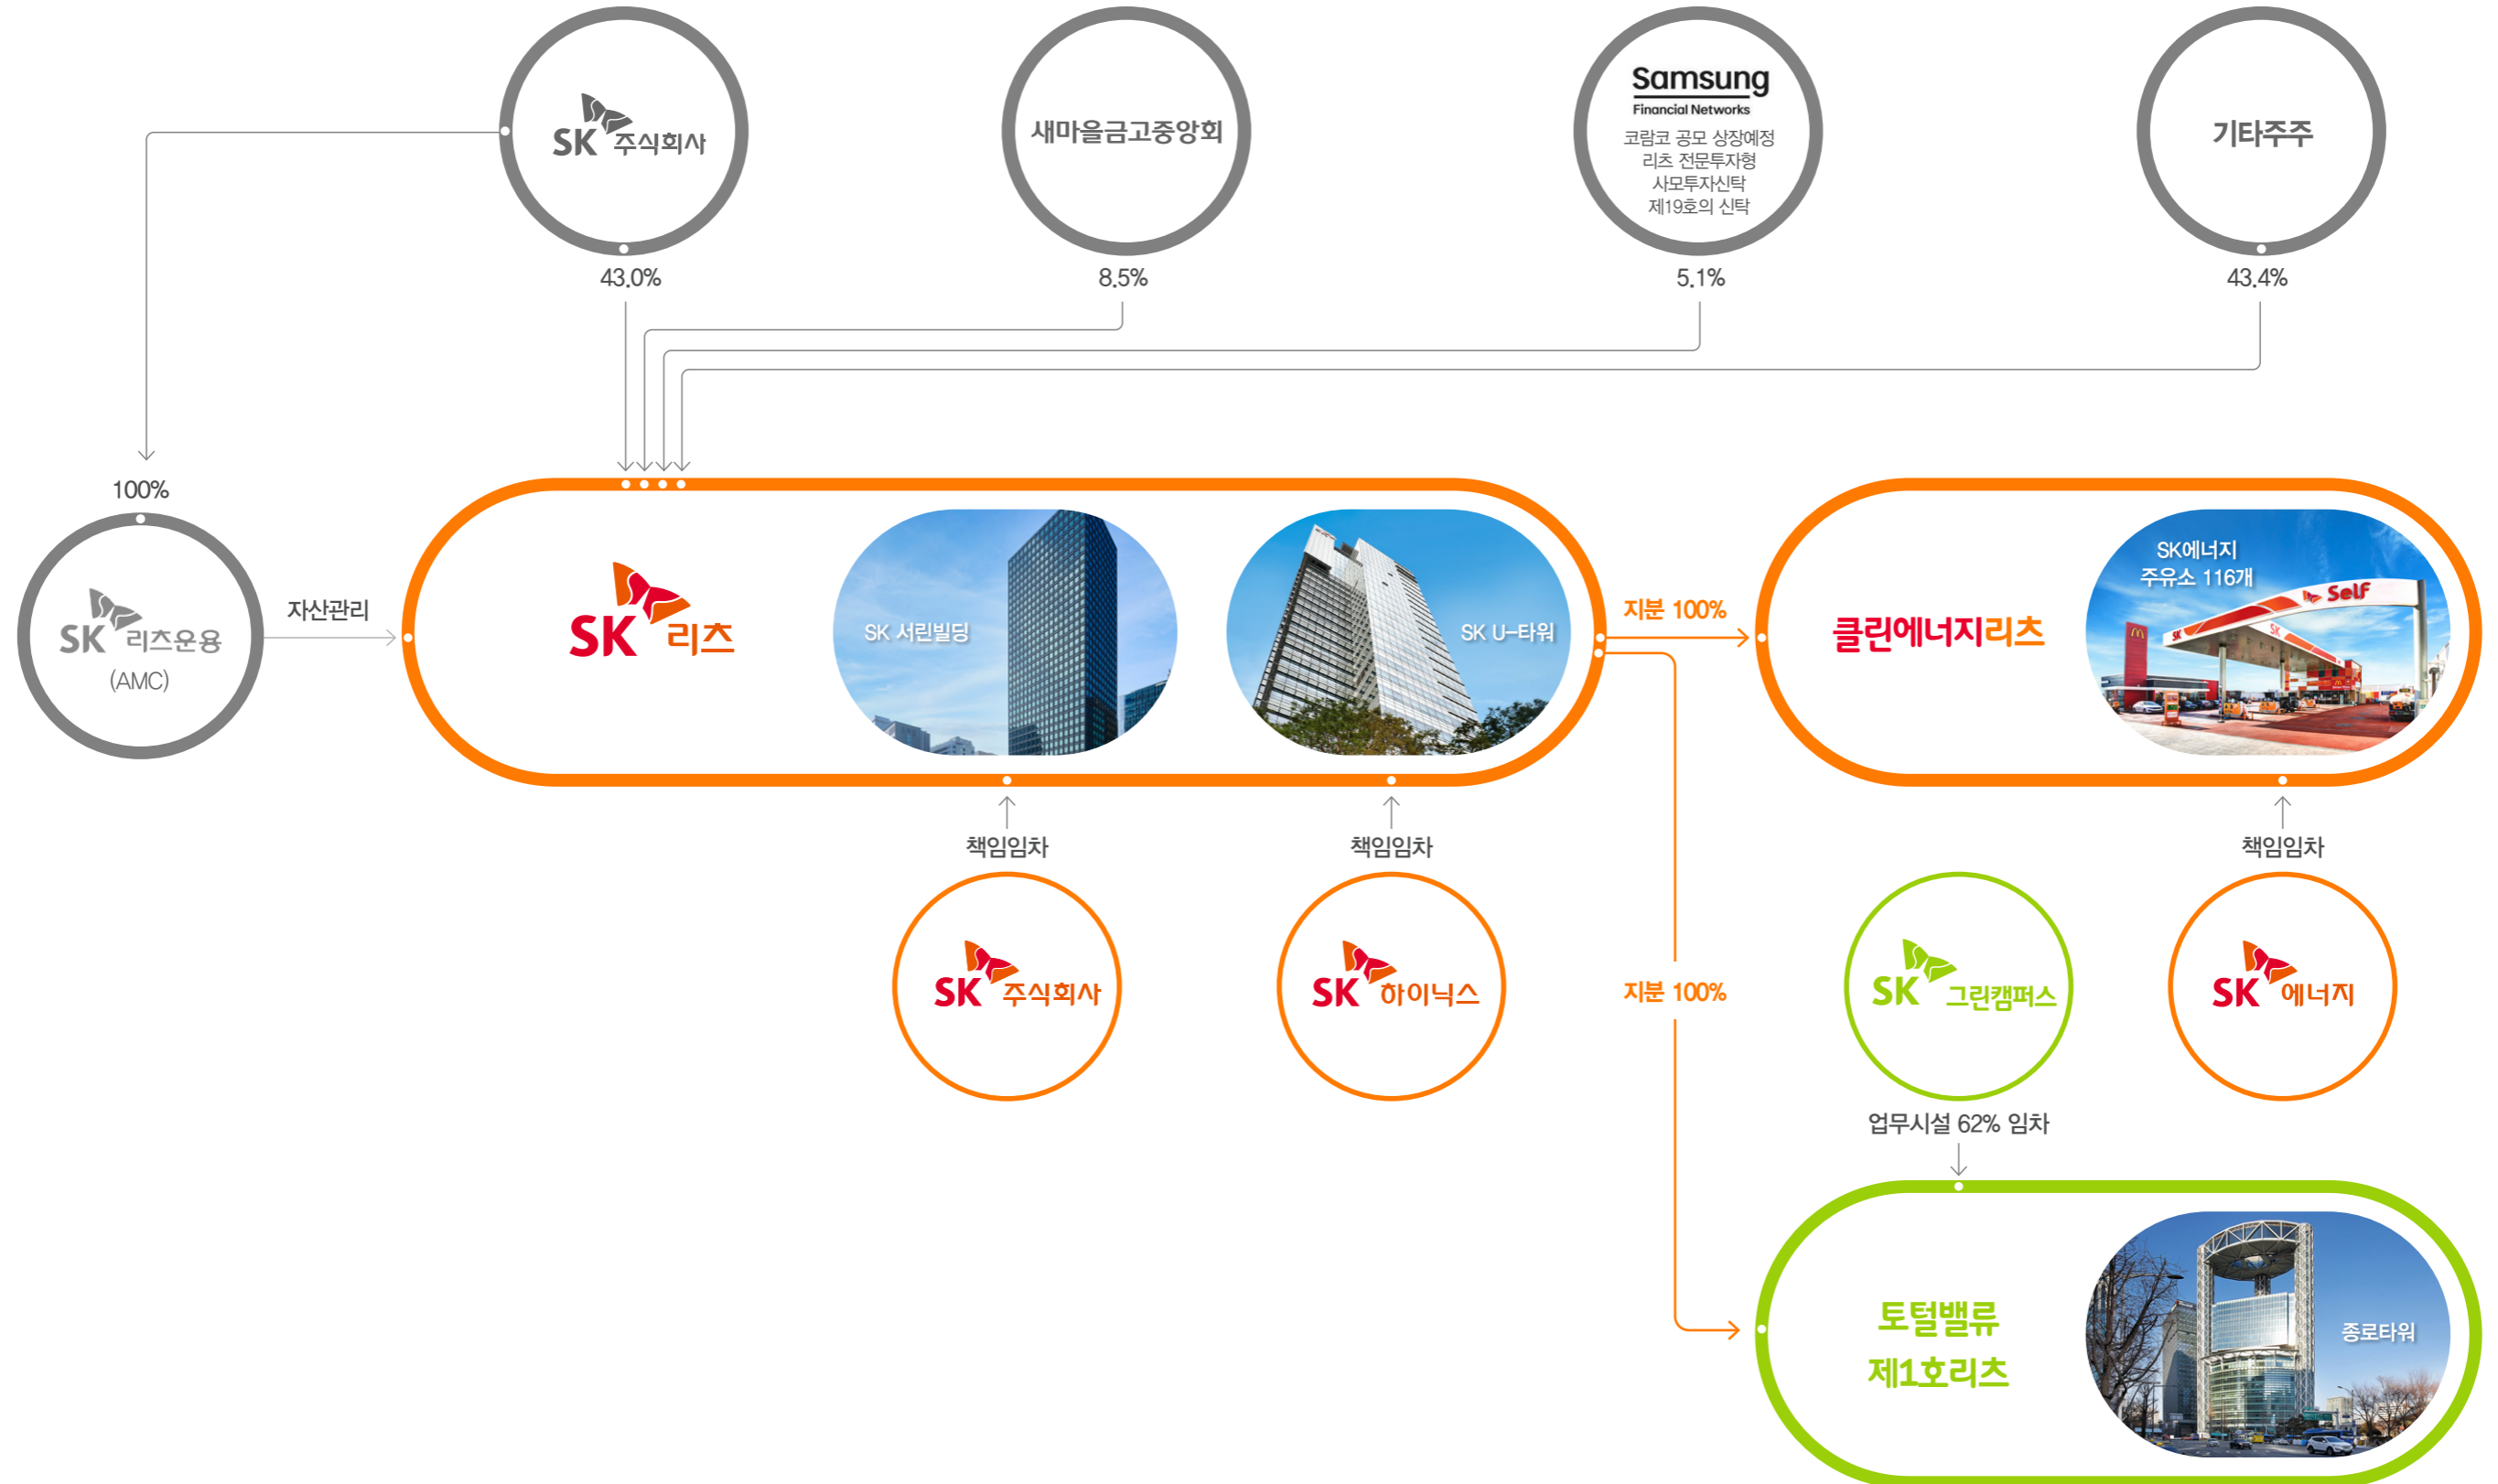 SK 주식회사
새마을금고중앙회
Samsung
Financial Networks
코람코 공모 상장예정
리츠 전문투자형
사모투자신탁
제19호의 신탁
기타주주
43.0%
8.5%
5.1%
43.4%
100%
SK 리츠운용
(AMC)
자산관리
SK 리츠
SK 서린빌딩
SK U-타워
지분 100%
클린에너지리츠
SK에너지
주유소 116개
Self
SK
SK
책임임차
책임임차
책임임차
SK 주식회사
SK 하이닉스
지분 100%
SK 그린캠퍼스
SK 에너지
업무시설 62% 임차
토털밸류
제1호리츠
종로타워